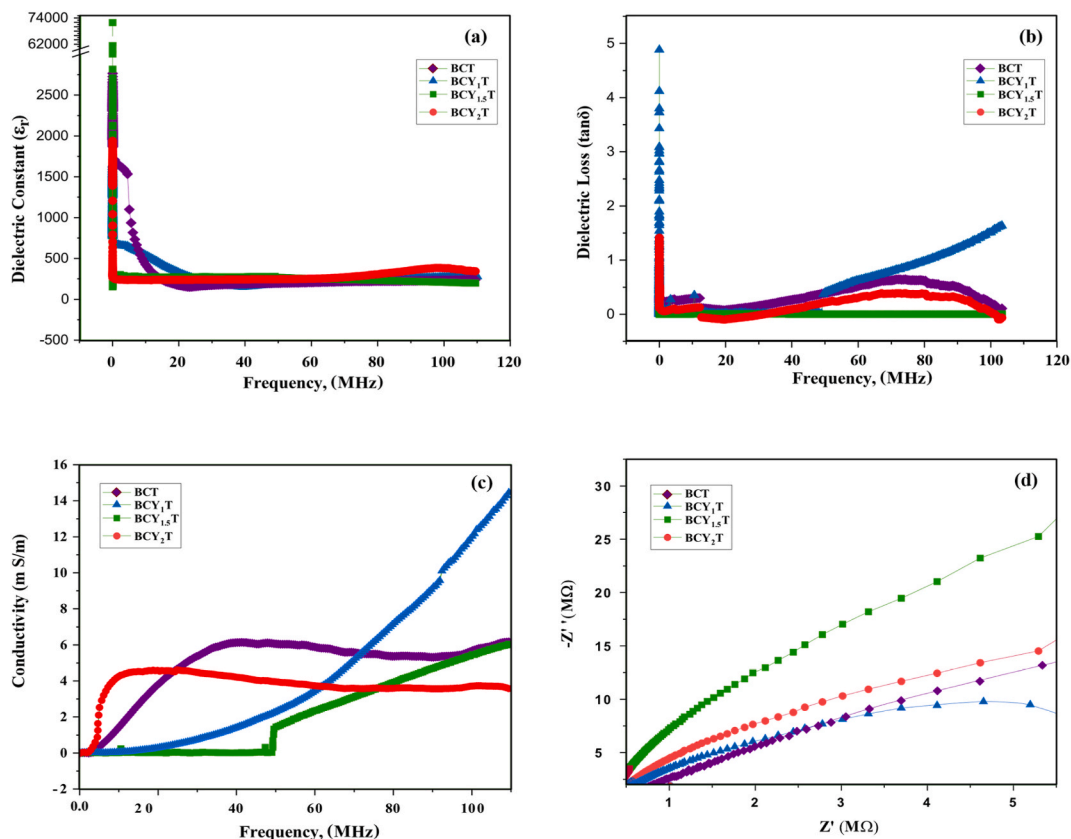 (a)
74000
62000
2500
2000
1500
1000
500
0
-500
Dielectric Constant (εr)
BCT
BCY1T
BCY1.5T
BCY2T
0 20 40 60 80 100 120
Frequency, (MHz)
(b)
5
4
3
2
1
0
Dielectric Loss (tanδ)
BCT
BCY1T
BCY1.5T
BCY2T
0 20 40 60 80 100 120
Frequency, (MHz)
(c)
16
14
12
10
8
6
4
2
0
-2
Conductivity (m S/m)
BCT
BCY1T
BCY1.5T
BCY2T
0.0 2 0 40 60 80 100
Frequency, (MHz)
(d)
30
25
20
15
10
5
-Z'' (MΩ)
BCT
BCY1T
BCY1.5T
BCY2T
1 2 3 4 5
Z' (MΩ)